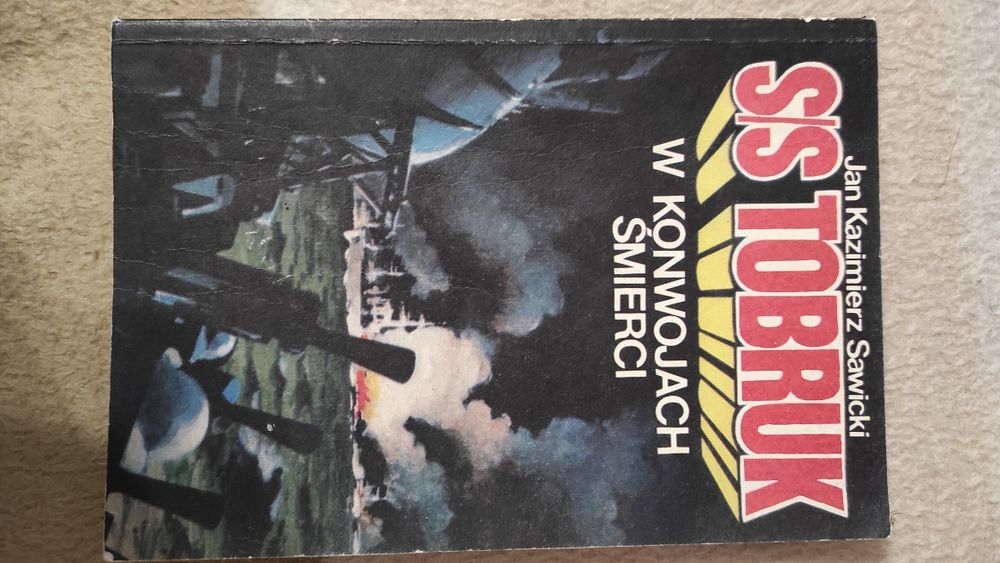 Jan Kazimierz Sawicki
S/S TOBRUK
W KONWOJACH
ŚMIERCI